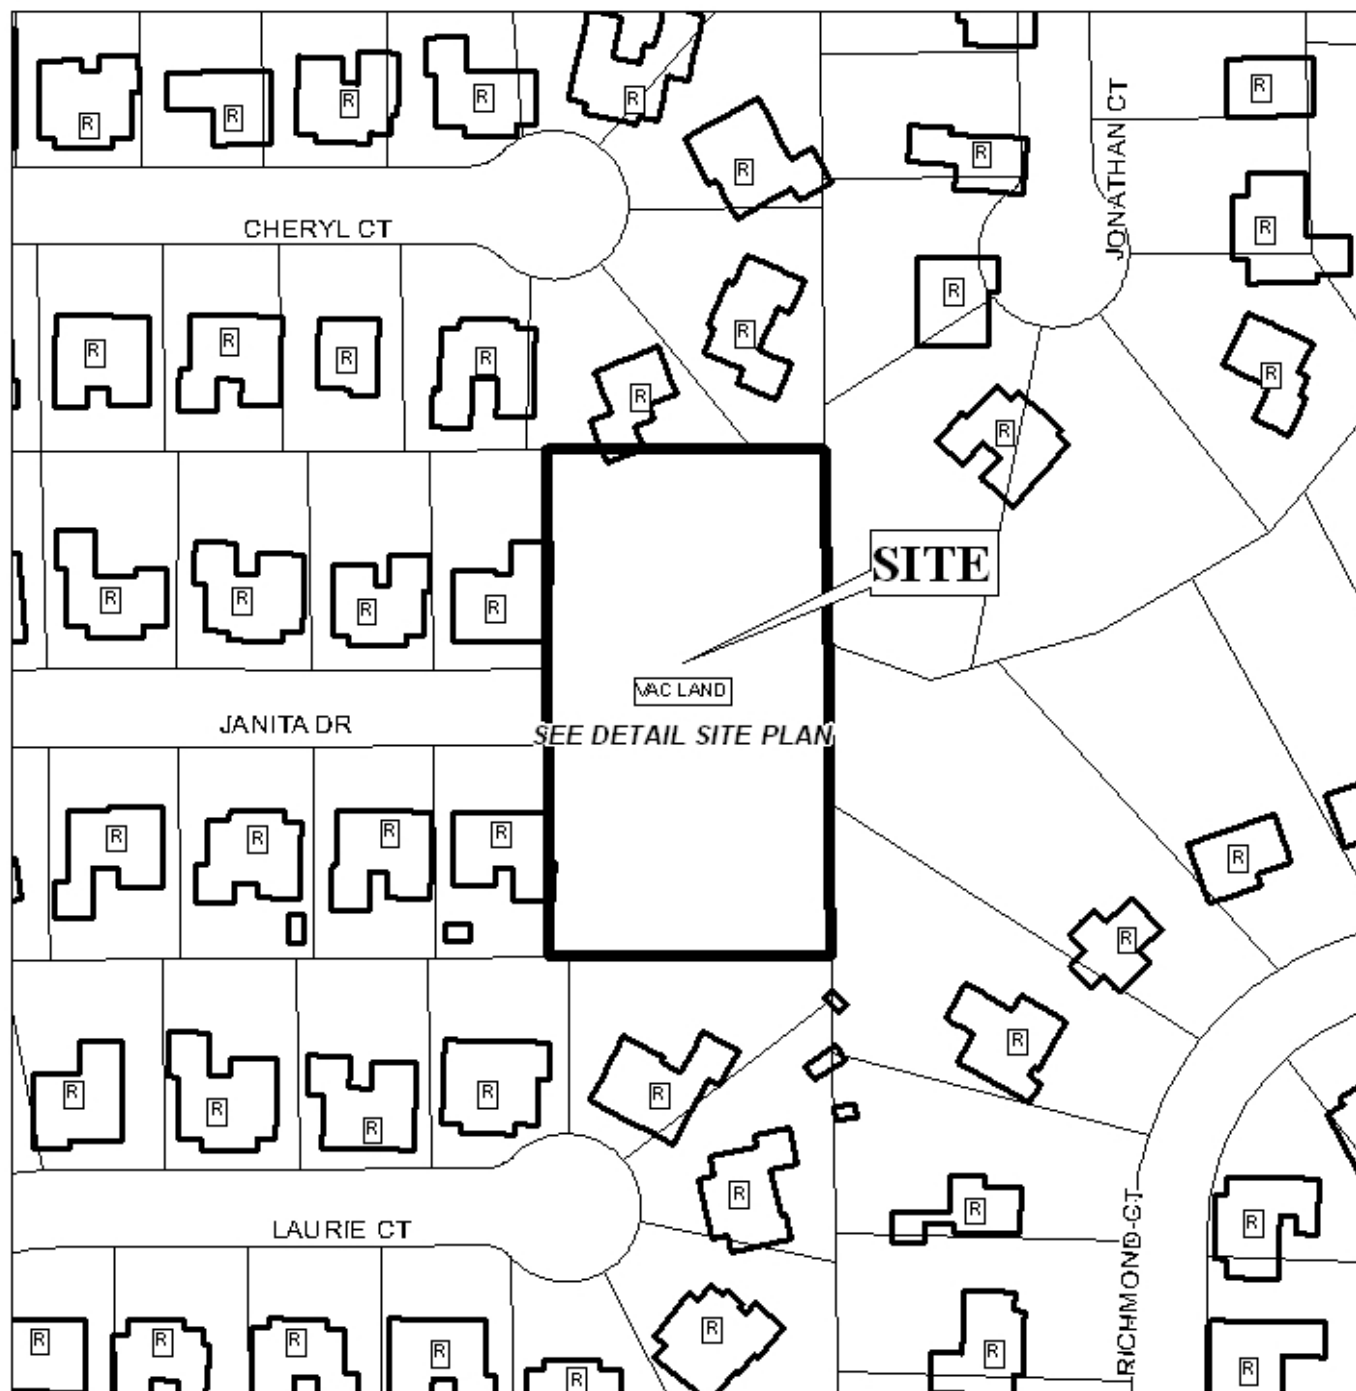 R R R R R R R R
CHERYL CT
JONATHAN CT
R R
R R R R R R R R R
SITE
R R R R
VAC LAND
JANITA DR
SEE DETAIL SITE PLAN
R R R R R
R
R
R R R R R
LAURIE CT
R R R
RICHMOND CT
R R R R R R R R